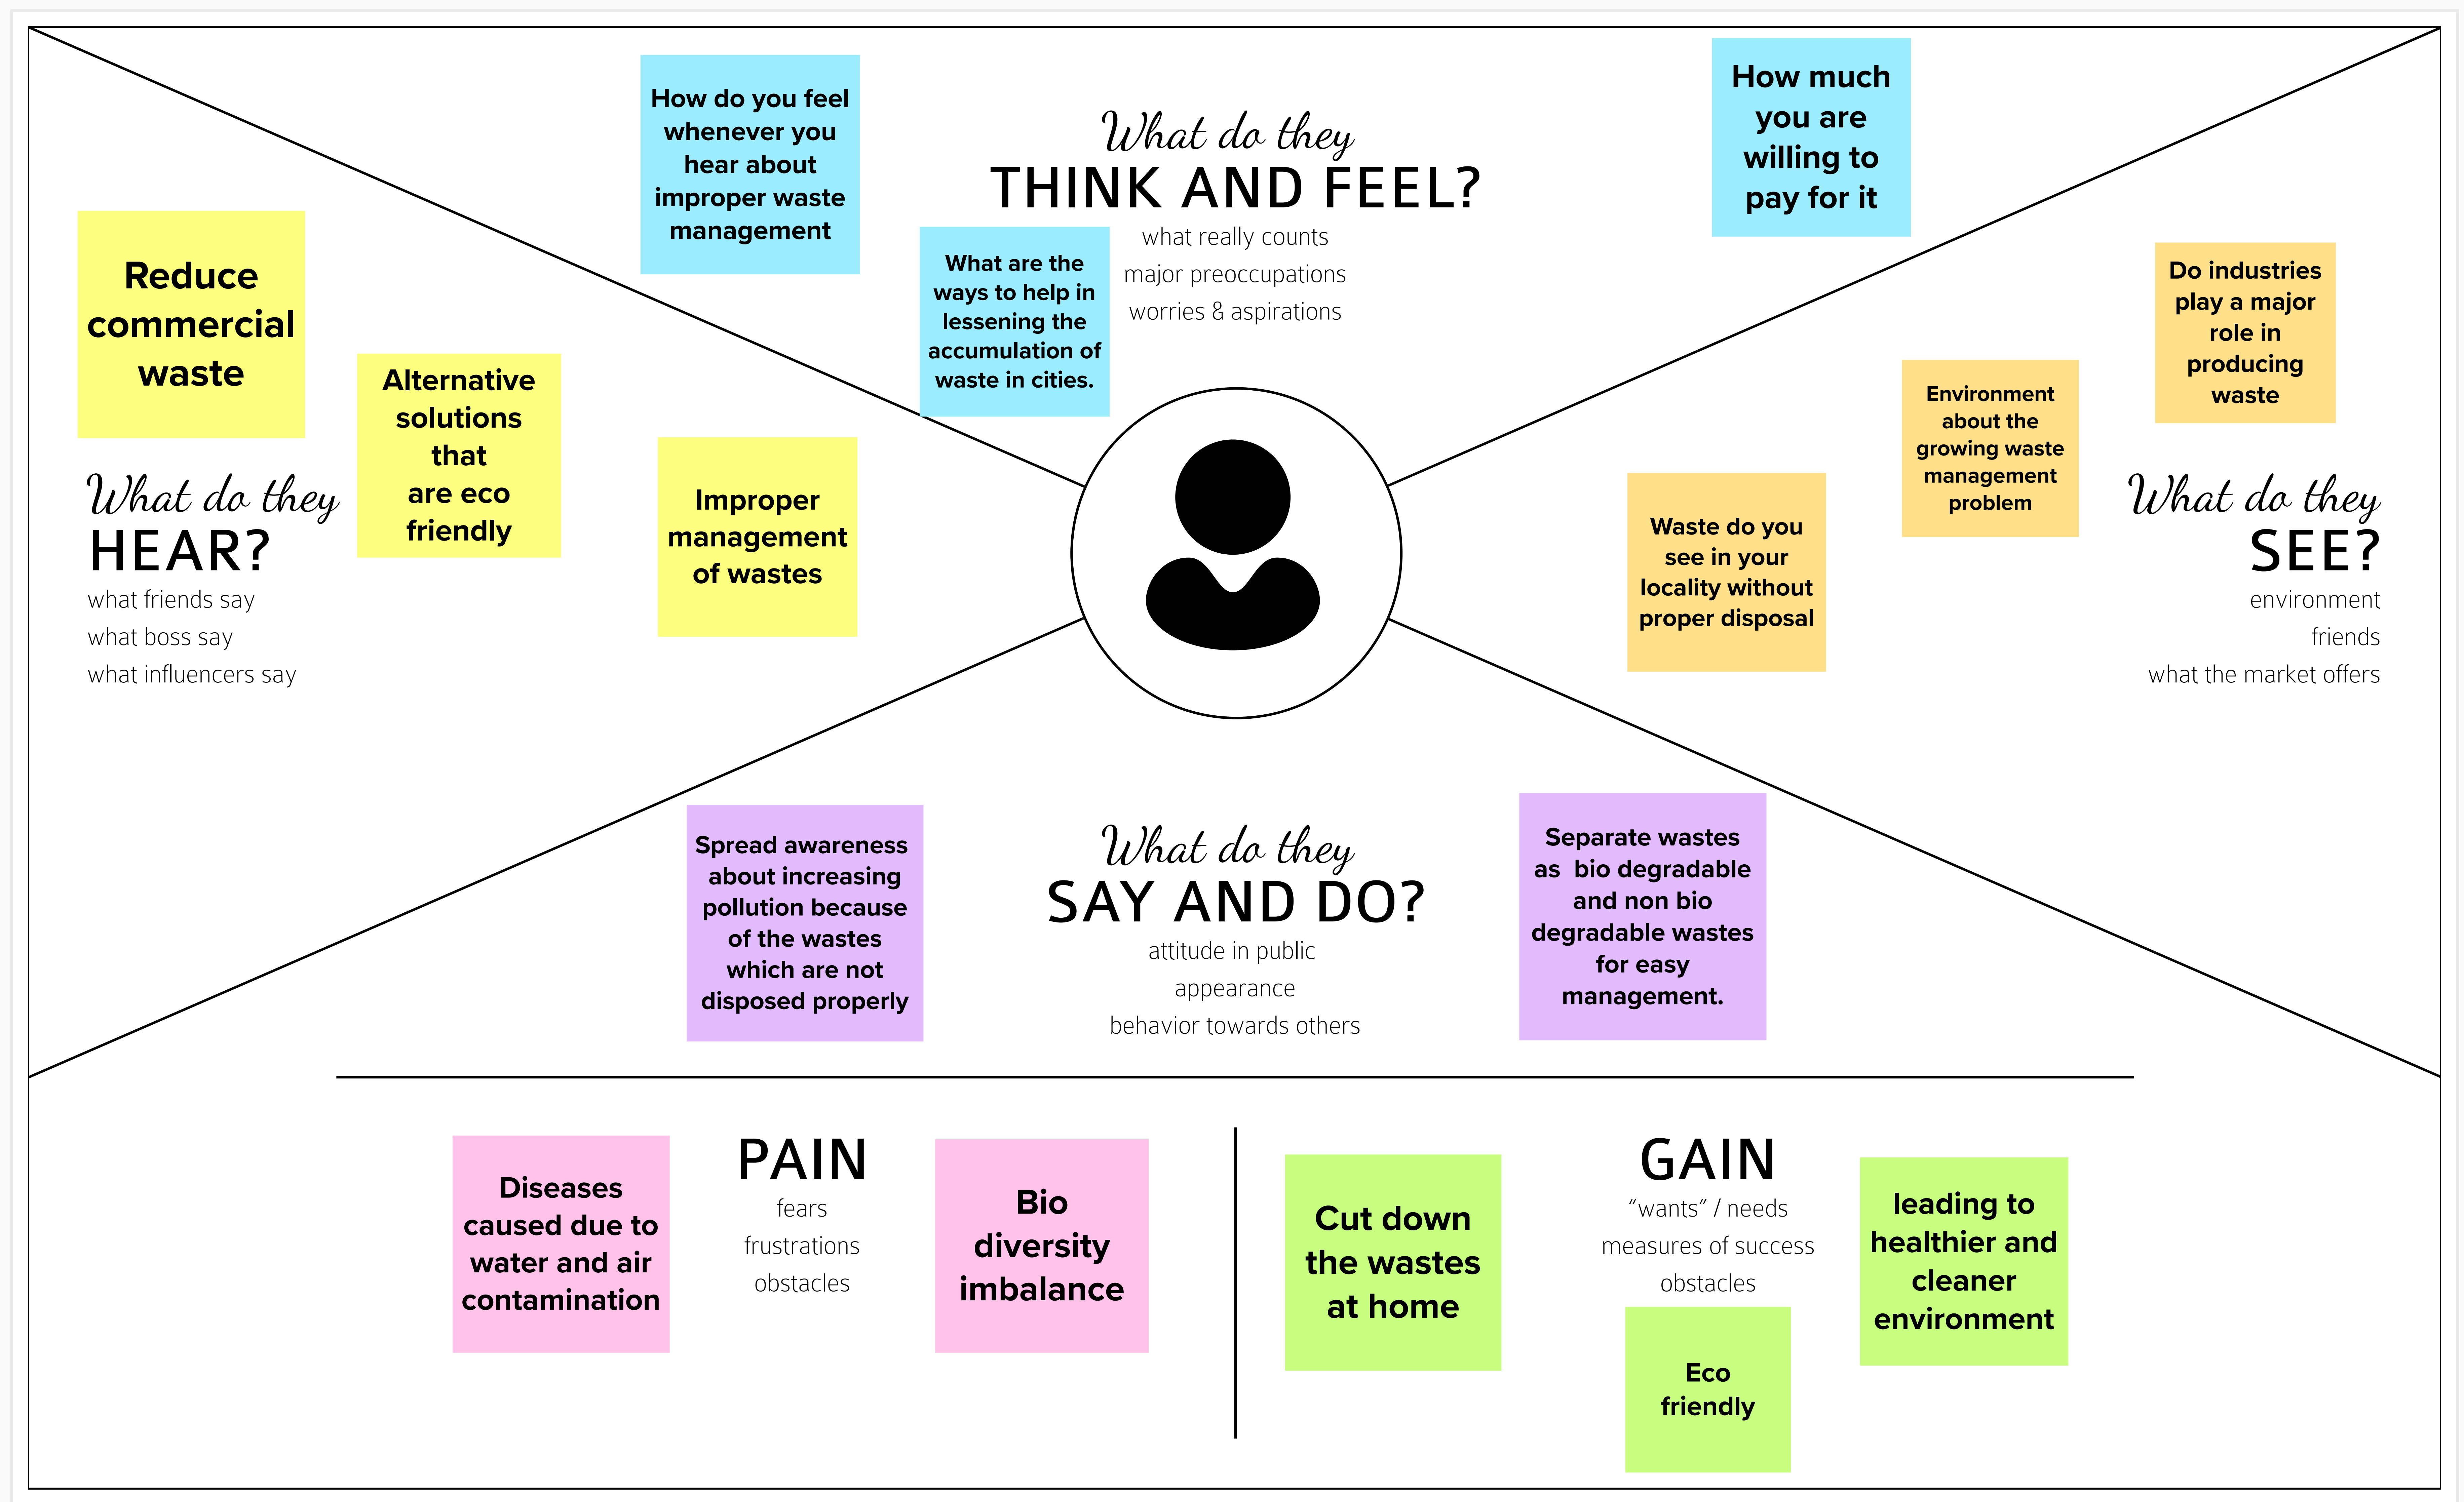 How do you feel
whenever you
hear about
improper waste
management
What do they
THINK AND FEEL?
what really counts
major preoccupations
worries & aspirations
What are the
ways to help in
lessening the
accumulation of
waste in cities.
How much
you are
willing to
pay for it
Reduce
commercial
waste
Alternative
solutions
that
are eco
friendly
Improper
management
of wastes
What do they
HEAR?
what friends say
what boss say
what influencers say
Do industries
play a major
role in
producing
waste
Environment
about the
growing waste
management
problem
Waste do you
see in your
locality without
proper disposal
What do they
SEE?
environment
friends
what the market offers
Spread awareness
about increasing
pollution because
of the wastes
which are not
disposed properly
What do they
SAY AND DO?
attitude in public
appearance
behavior towards others
Separate wastes
as  bio degradable
and non bio
degradable wastes
for easy
management.
Diseases
caused due to
water and air
contamination
PAIN
fears
frustrations
obstacles
Bio
diversity
imbalance
Cut down
the wastes
at home
GAIN
“wants” / needs
measures of success
obstacles
Eco
friendly
leading to
healthier and
cleaner
environment